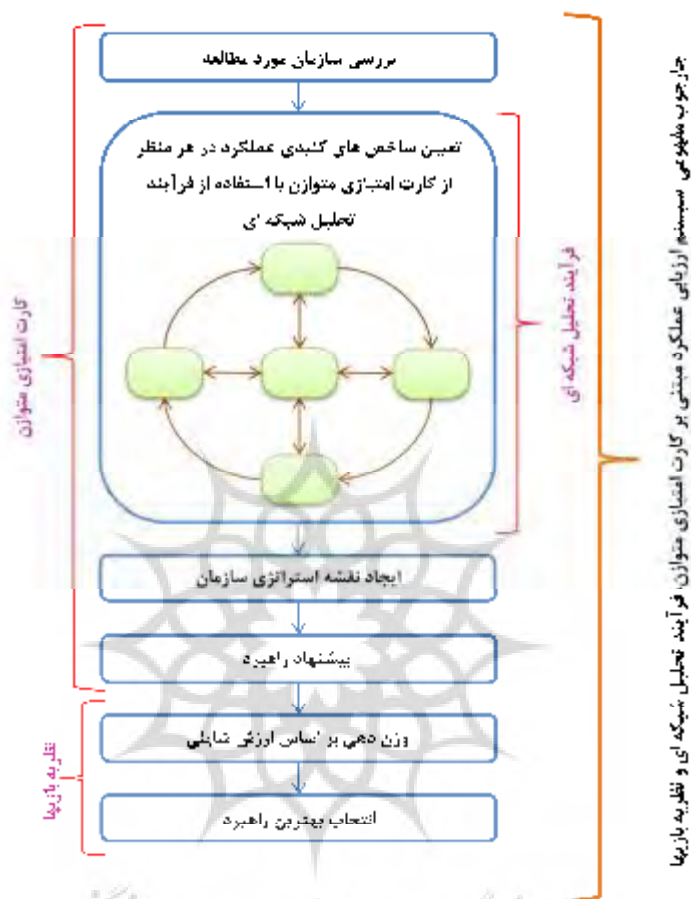 بررسی سازمان مورد مطالعه
تعیین شاخص های کلیدی عملکرد در هر منظر
از کارت امتیازی متوازن با استفاده از فرآیند
تحلیل شبکه ای
ایجاد نقشه استراتژی سازمان
پیشنهاد راهبرد
وزن دهی بر اساس ارزش شاپلی
انتخاب بهترین راهبرد
فرآیند تحلیل شبکه ای
کارت امتیازی متوازن
نظریه بازیها
چارچوب مفهومی سیستم ارزیابی عملکرد مبتنی بر کارت امتیازی متوازن، فرآیند تحلیل شبکه ای و نظریه بازیها